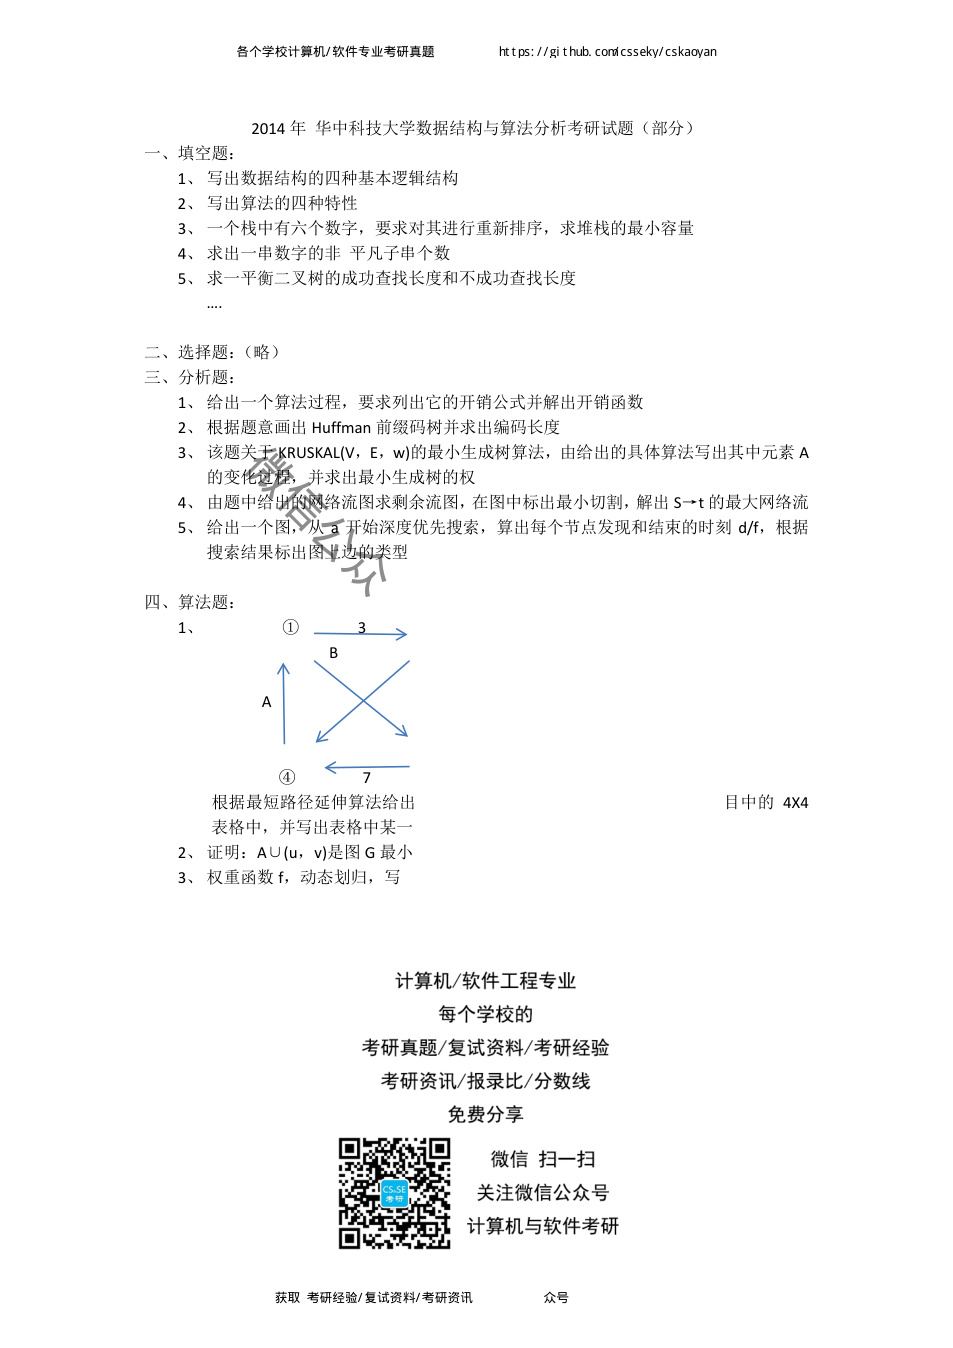 各个学校计算机/软件专业考研真题 https://github.com/csseky/cskaoyan
2014 年 华中科技大学数据结构与算法分析考研试题（部分）
一、填空题：
1、 写出数据结构的四种基本逻辑结构
2、 写出算法的四种特性
3、 一个栈中有六个数字，要求对其进行重新排序，求堆栈的最小容量
4、 求出一串数字的非 平凡子串个数
5、 求一平衡二叉树的成功查找长度和不成功查找长度
....
二、选择题：（略）
三、分析题：
1、 给出一个算法过程，要求列出它的开销公式并解出开销函数
2、 根据题意画出 Huffman 前缀码树并求出编码长度
3、 该题关于 KRUSKAL(V，E，w)的最小生成树算法，由给出的具体算法写出其中元素 A
的变化过程，并求出最小生成树的权
4、 由题中给出的网络流图求剩余流图，在图中标出最小切割，解出 S→t 的最大网络流
5、 给出一个图，从 a 开始深度优先搜索，算出每个节点发现和结束的时刻 d/f，根据
搜索结果标出图上边的类型
微信公众
四、算法题：
1、 ① 3
B
A
④ 7
根据最短路径延伸算法给出 目中的 4X4
表格中，并写出表格中某一
2、 证明：A∪(u，v)是图 G 最小
3、 权重函数 f，动态划归，写
计算机/软件工程专业
每个学校的
考研真题/复试资料/考研经验
考研资讯/报录比/分数线
免费分享
CS&SE
考研
微信 扫一扫
关注微信公众号
计算机与软件考研
获取 考研经验/复试资料/考研资讯 众号